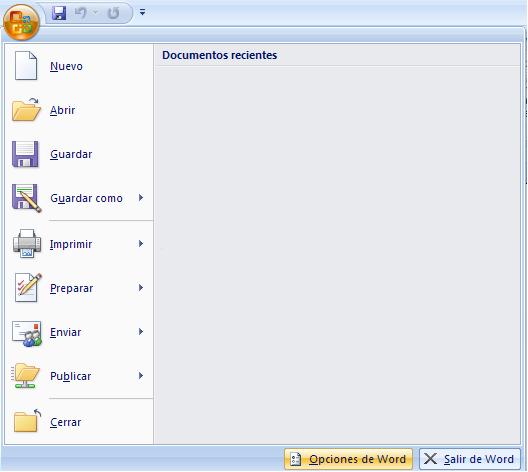 Documentos recientes
Nuevo
Abrir
Guardar
Guardar como
Imprimir
Preparar
Enviar
Publicar
Cerrar
Opciones de Word
Salir de Word